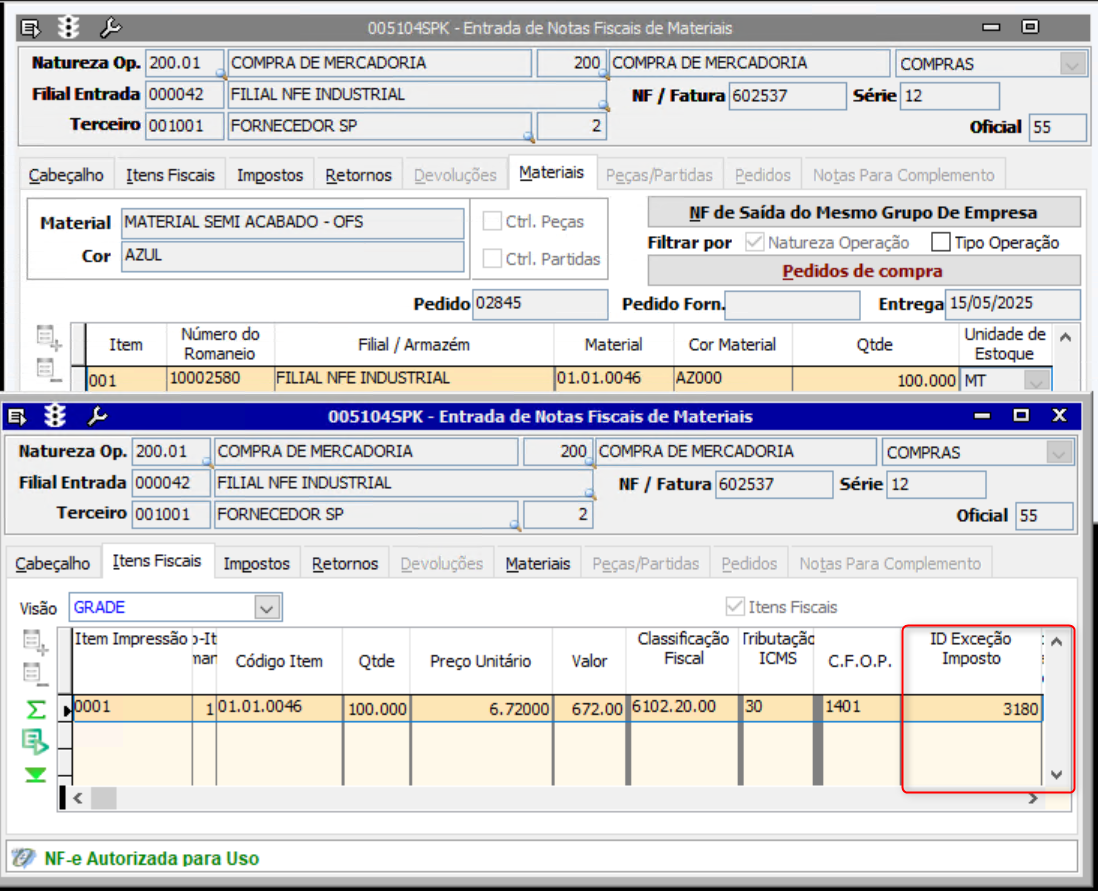 005104SPK - Entrada de Notas Fiscais de Materiais
Natureza Op. 200.01 COMPRA DE MERCADORIA 200 COMPRA DE MERCADORIA COMPRAS
Filial Entrada 000042 FILIAL NFE INDUSTRIAL NF / Fatura 602537 Série 12
Terceiro 001001 FORNECEDOR SP 2 Oficial 55
Cabeçalho Itens Fiscais Impostos Retornos Devoluções Materiais Peças/Partidas Pedidos Notas Para Complemento
Material MATERIAL SEMI ACABADO - OFS Ctrl. Peças NF de Saída do Mesmo Grupo De Empresa
Filtrar por Natureza Operação Tipo Operação
Cor AZUL Ctrl. Partidas Pedidos de compra
Pedido 02845 Pedido Forn. Entrega 15/05/2025
Item Número do Romaneio Filial / Armazém Material Cor Material Qtde Unidade de Estoque
001 10002580 FILIAL NFE INDUSTRIAL 01.01.0046 AZ000 100.000 MT
005104SPK - Entrada de Notas Fiscais de Materiais
Natureza Op. 200.01 COMPRA DE MERCADORIA 200 COMPRA DE MERCADORIA COMPRAS
Filial Entrada 000042 FILIAL NFE INDUSTRIAL NF / Fatura 602537 Série 12
Terceiro 001001 FORNECEDOR SP 2 Oficial 55
Cabeçalho Itens Fiscais Impostos Retornos Devoluções Materiais Peças/Partidas Pedidos Notas Para Complemento
Visão GRADE Itens Fiscais
Item Impressão Código Item Qtde Preço Unitário Valor Classificação Fiscal Tributação ICMS C.F.O.P. ID Exceção Imposto
0001 1 01.01.0046 100.000 6.72000 672.00 6102.20.00 30 1401 3180
NF-e Autorizada para Uso